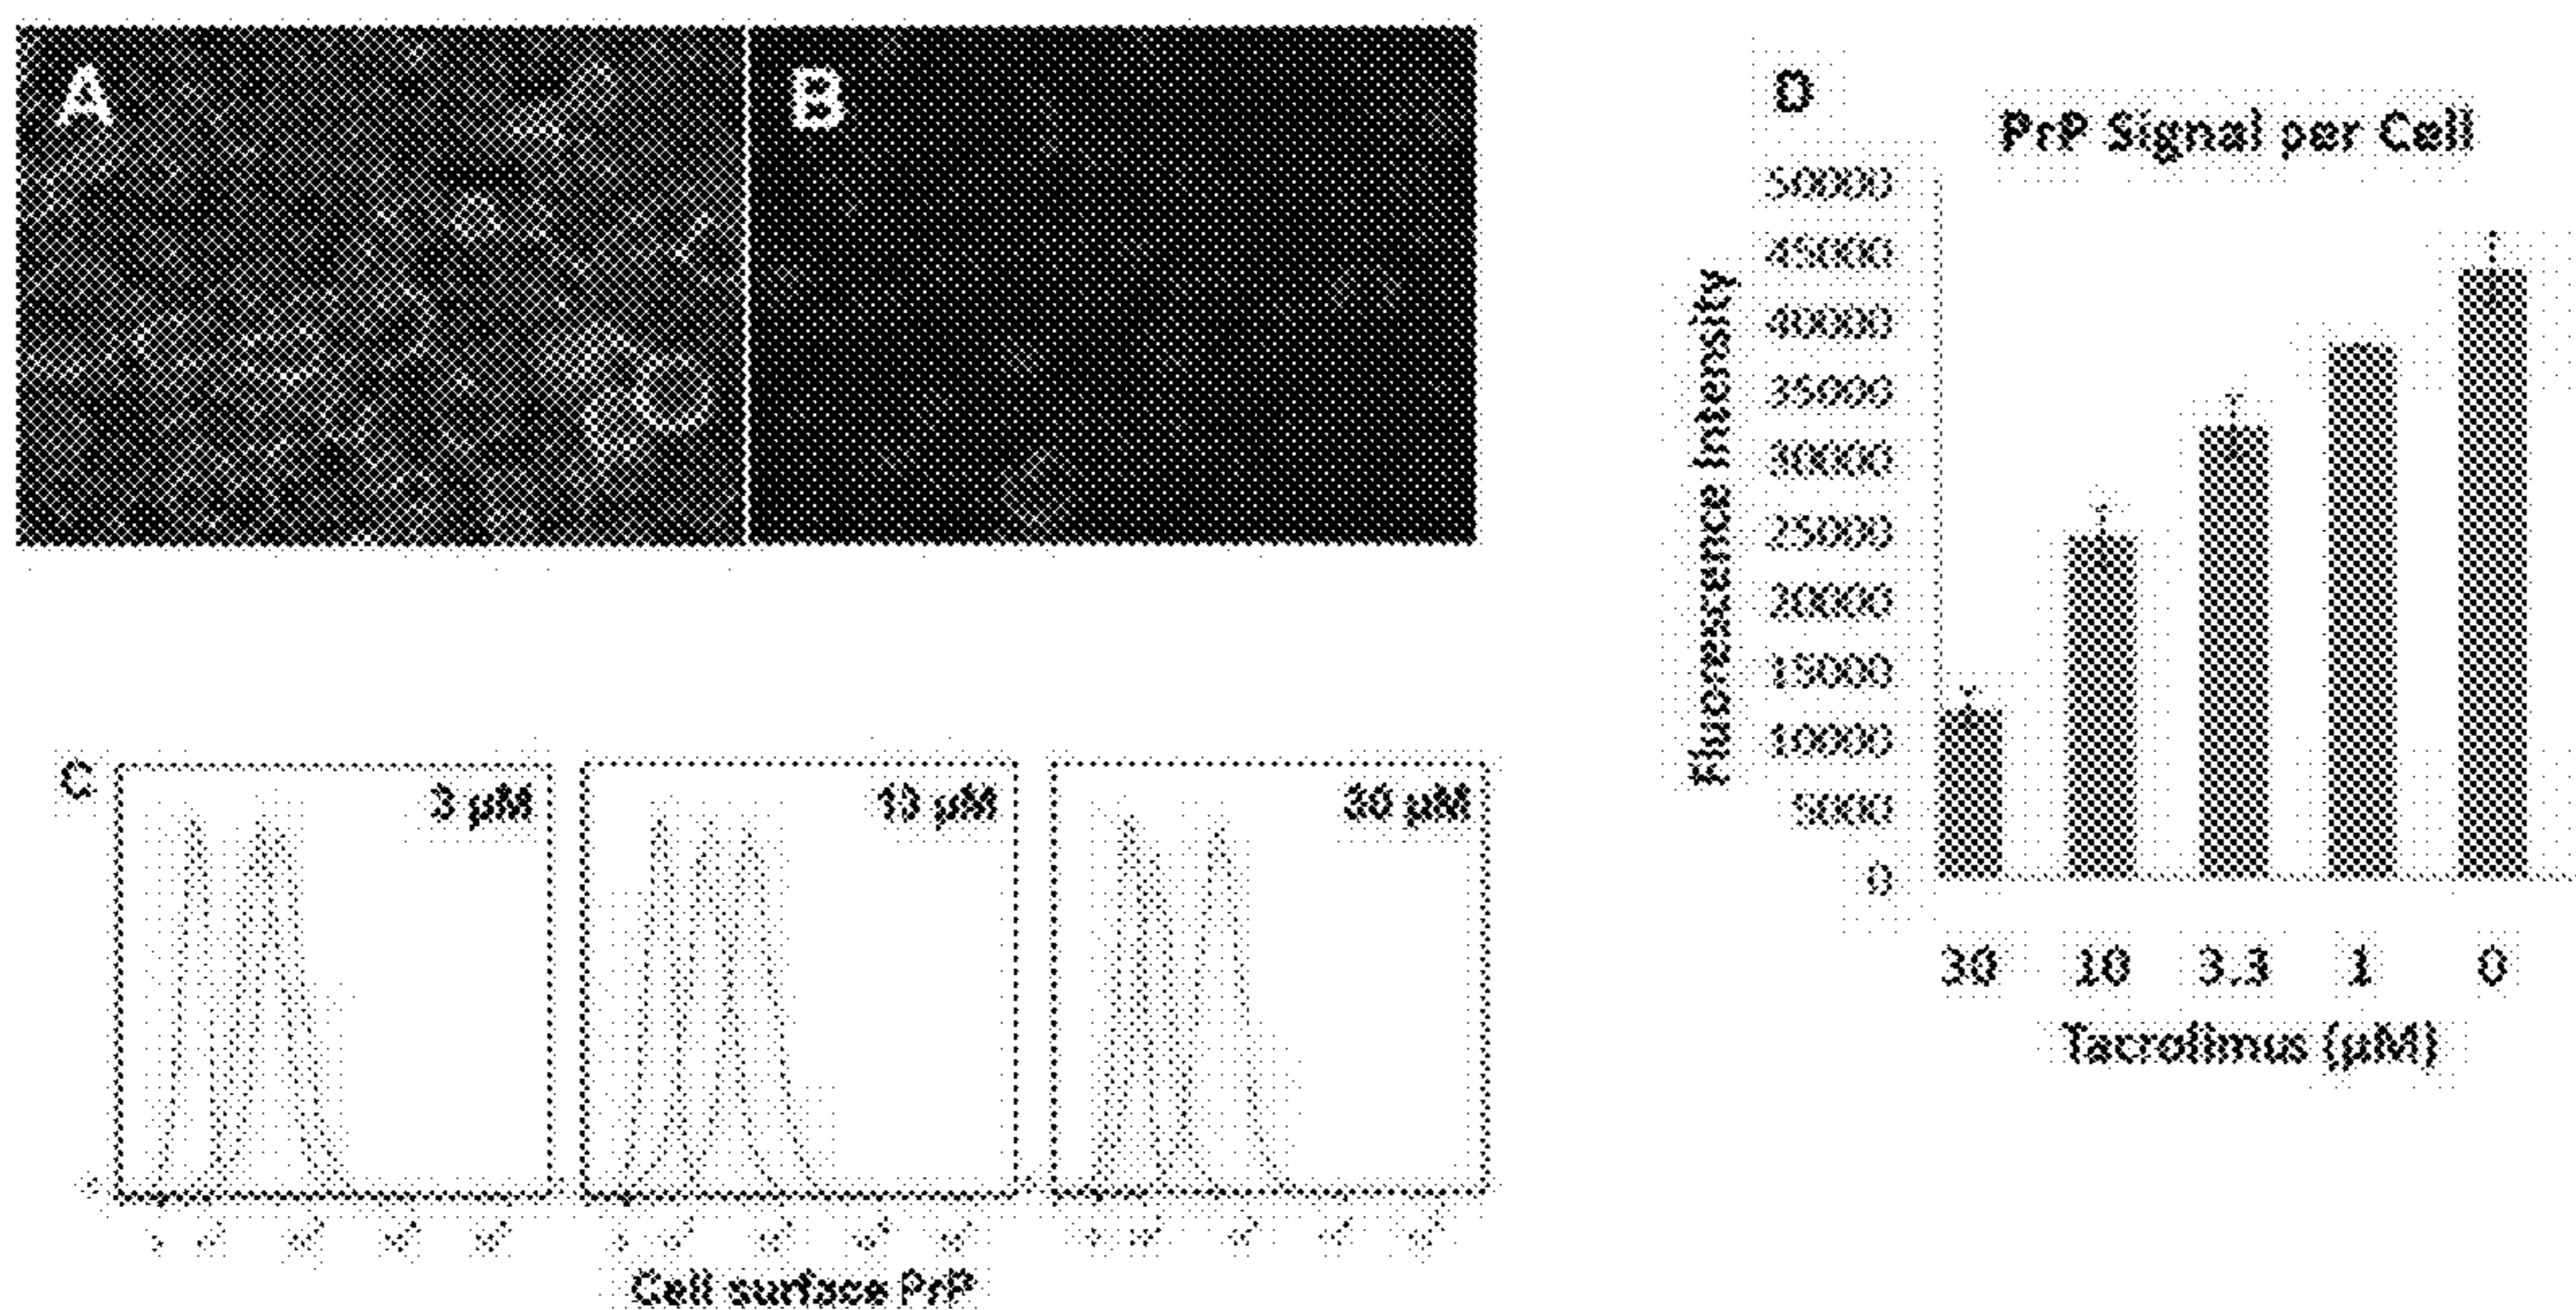 A
B
C
3 µM
10 µM
30 µM
Cell surface PrP
D
PrP Signal per Cell
Fluorescence Intensity
50000
45000
40000
35000
30000
25000
20000
15000
10000
5000
0
30 10 3.3 1 0
Tacrolimus (µM)